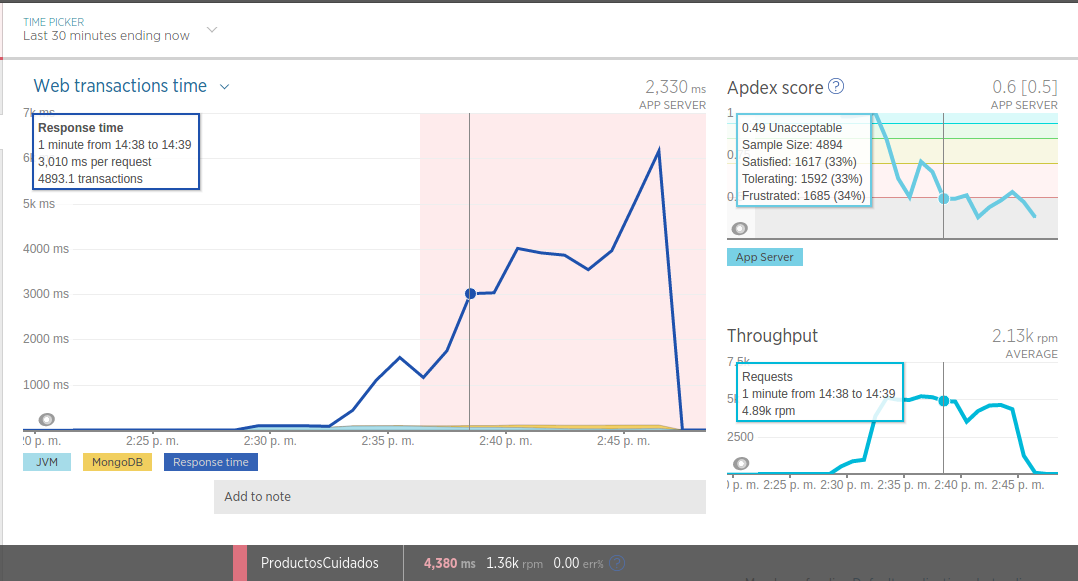 TIME PICKER
Last 30 minutes ending now
Web transactions time
2,330 ms
APP SERVER
7k ms
Response time
1 minute from 14:38 to 14:39
3,010 ms per request
4893.1 transactions
5k ms
4000 ms
3000 ms
2000 ms
1000 ms
0 p. m. 2:25 p. m. 2:30 p. m. 2:35 p. m. 2:40 p. m. 2:45 p. m.
JVM MongoDB Response time
Add to note
Apdex score ?
0.6 [0.5]
APP SERVER
1
0.49 Unacceptable
Sample Size: 4894
Satisfied: 1617 (33%)
Tolerating: 1592 (33%)
Frustrated: 1685 (34%)
App Server
Throughput
2.13k rpm
AVERAGE
7.5k
Requests
1 minute from 14:38 to 14:39
4.89k rpm
2500
p. m. 2:25 p. m. 2:30 p. m. 2:35 p. m. 2:40 p. m. 2:45 p. m.
ProductosCuidados 4,380 ms 1.36k rpm 0.00 err% ?